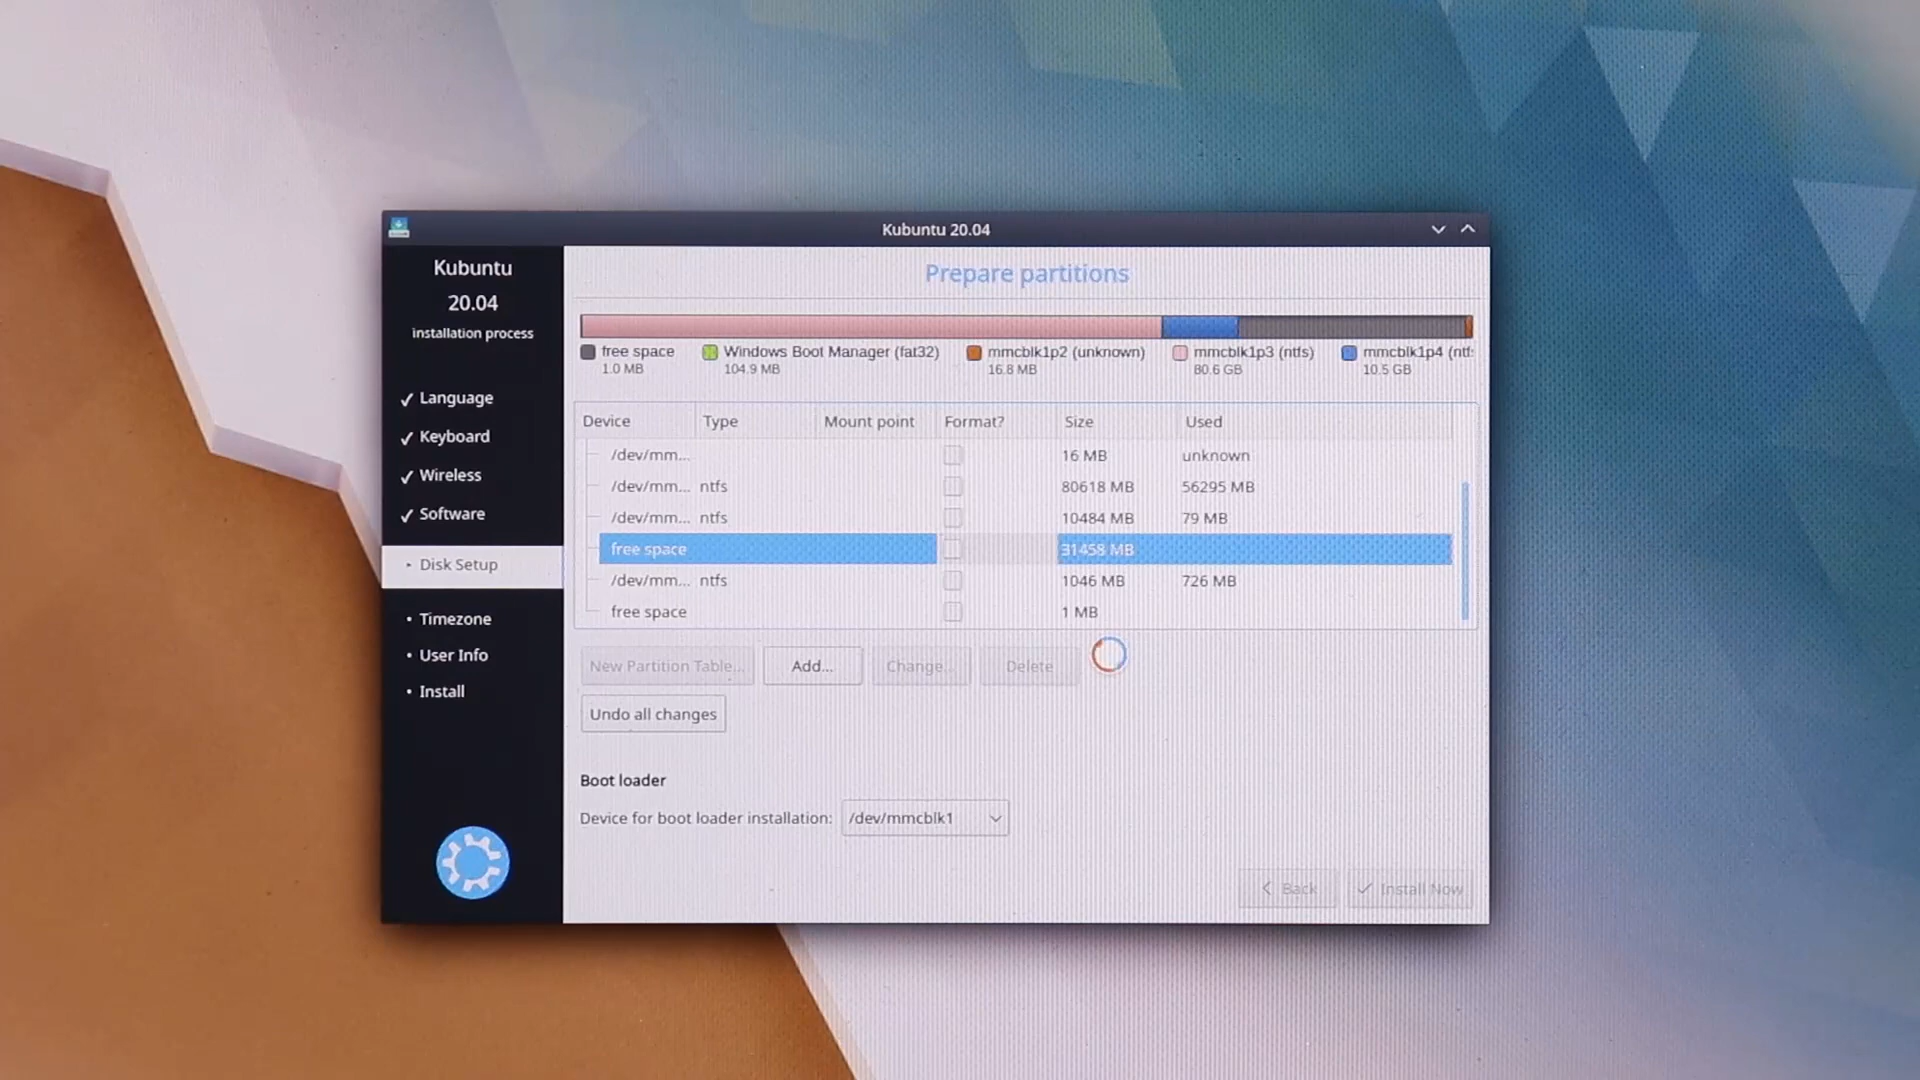 Kubuntu 20.04
Kubuntu
20.04
installation process
Language
Keyboard
Wireless
Software
Disk Setup
Timezone
User Info
Install
Prepare partitions
free space
1.0 MB
Windows Boot Manager (fat32)
104.9 MB
mmcblk1p2 (unknown)
16.8 MB
mmcblk1p3 (ntfs)
80.6 GB
mmcblk1p4 (ntf
10.5 GB
Device Type Mount point Format? Size Used
/dev/mm... 16 MB unknown
/dev/mm... ntfs 80618 MB 56295 MB
/dev/mm... ntfs 10484 MB 79 MB
free space 31458 MB
/dev/mm... ntfs 1046 MB 726 MB
free space 1 MB
New Partition Table... Add... Change... Delete
Undo all changes
Boot loader
Device for boot loader installation: /dev/mmcblk1
Back Install Now